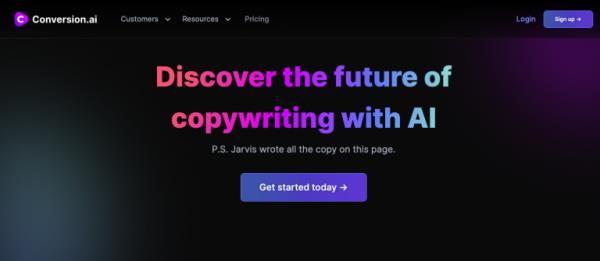 Conversion.ai Customers Resources Pricing Login Sign up →
Discover the future of
copywriting with AI
P.S. Jarvis wrote all the copy on this page.
Get started today →